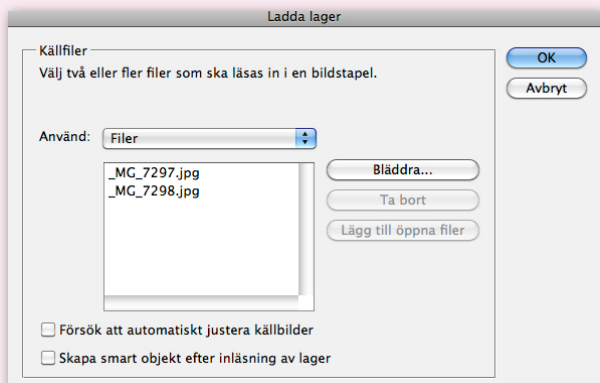 Ladda lager
Källfiler
Välj två eller fler filer som ska läsas in i en bildstapel.
OK
Avbryt
Använd: Filer
_MG_7297.jpg
_MG_7298.jpg
Bläddra...
Ta bort
Lägg till öppna filer
Försök att automatiskt justera källbilder
Skapa smart objekt efter inläsning av lager